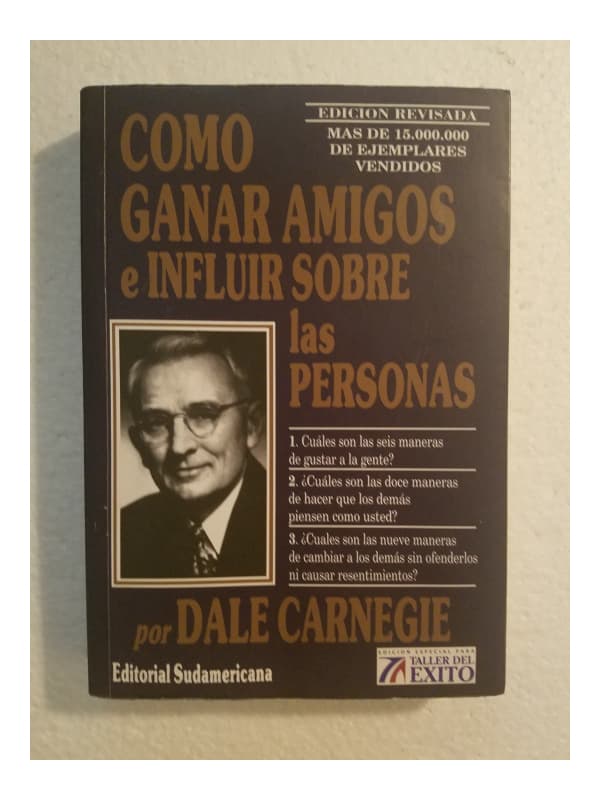 EDICION REVISADA
MAS DE 15.000.000
DE EJEMPLARES
VENDIDOS
COMO
GANAR AMIGOS
e INFLUIR SOBRE
las
PERSONAS
1. Cuáles son las seis maneras
de gustar a la gente?
2. ¿Cuáles son las doce maneras
de hacer que los demás
piensen como usted?
3. ¿Cuales son las nueve maneras
de cambiar a los demás sin ofenderlos
ni causar resentimientos?
por DALE CARNEGIE
Editorial Sudamericana
EDICION ESPECIAL PARA
TALLER DEL
EXITO